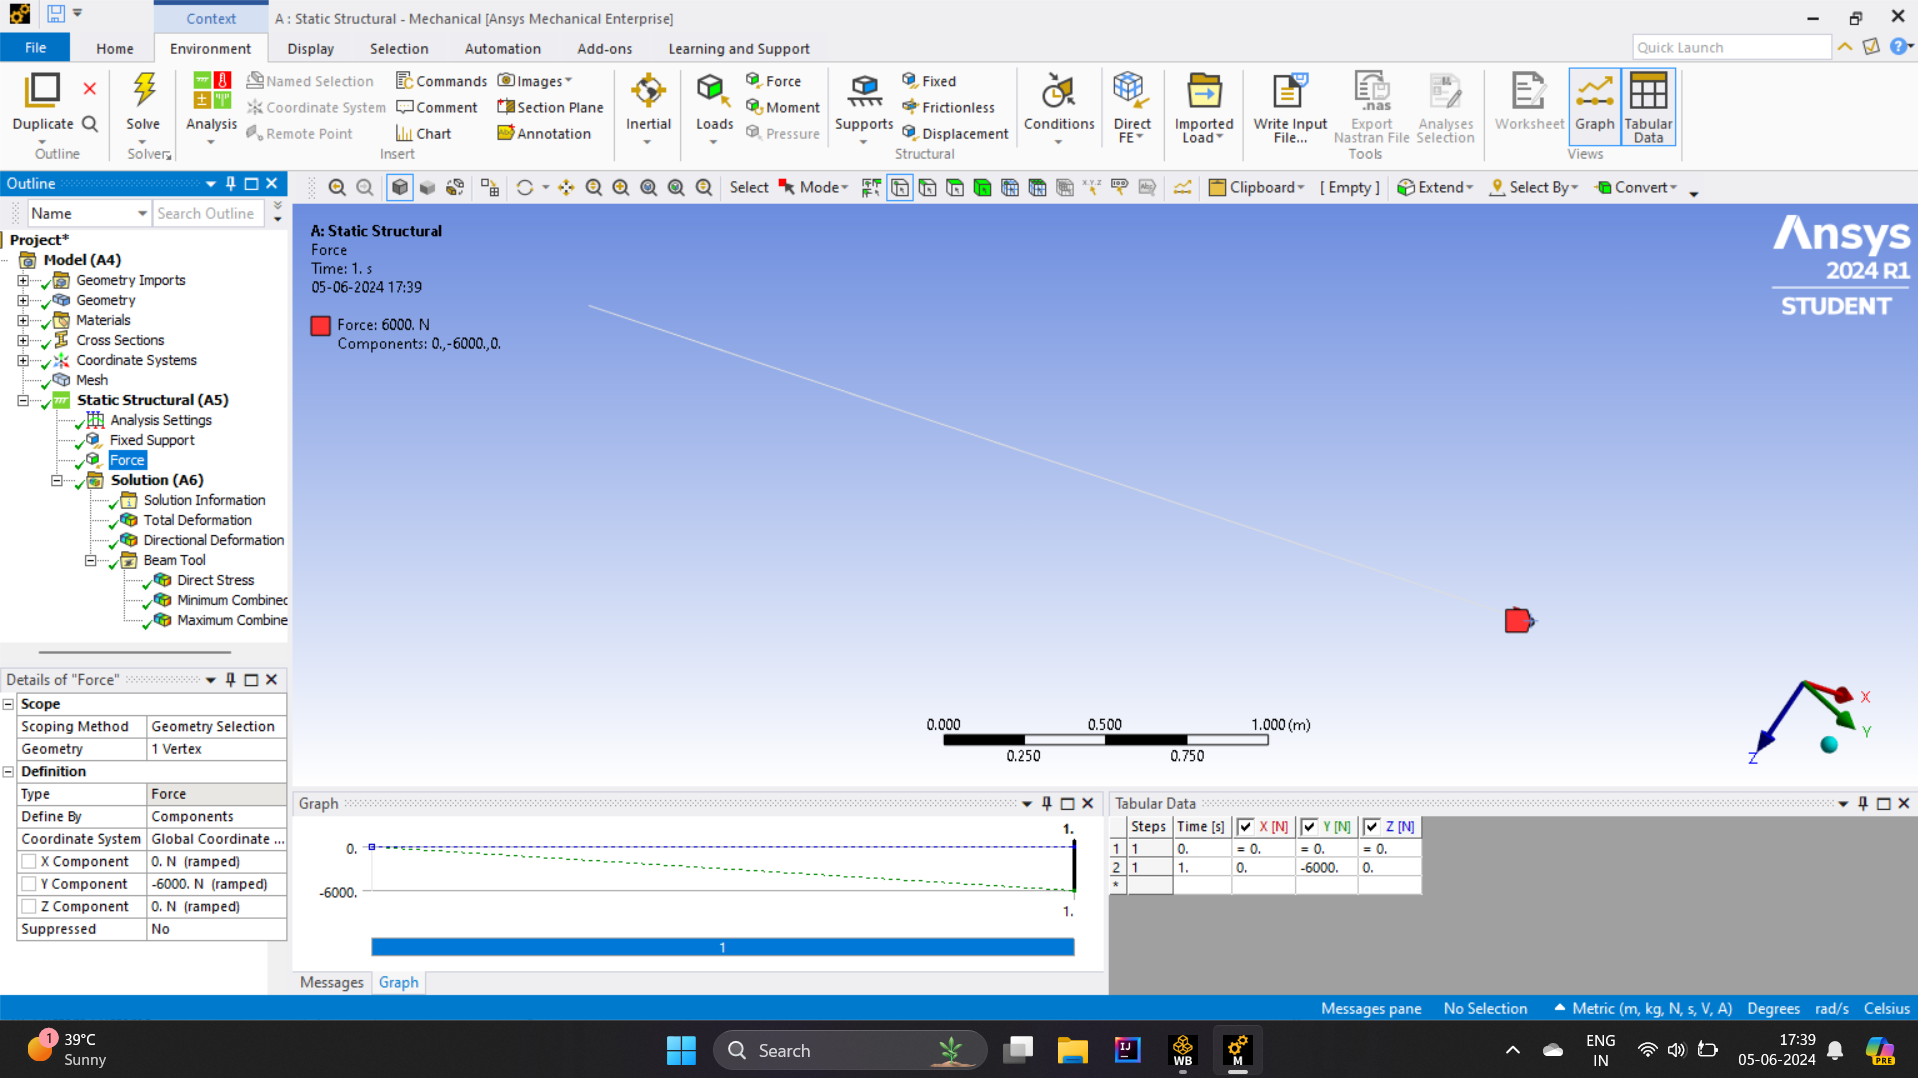 Context
A : Static Structural - Mechanical [Ansys Mechanical Enterprise]
File
Home
Environment
Display
Selection
Automation
Add-ons
Learning and Support
Quick Launch
Duplicate
Outline
Solve
Solver
Analysis
Named Selection
Coordinate System
Remote Point
Commands
Comment
Chart
Images
Section Plane
Annotation
Insert
Inertial
Loads
Force
Moment
Pressure
Supports
Fixed
Frictionless
Displacement
Structural
Conditions
Direct
FE
Imported
Load
Write Input
File...
.nas
Export
Nastran File
Analyses
Selection
Tools
Worksheet
Graph
Tabular
Data
Views
Outline
Name
Search Outline
Select
Mode
Clipboard
[ Empty ]
Extend
Select By
Convert
Project*
Model (A4)
Geometry Imports
Geometry
Materials
Cross Sections
Coordinate Systems
Mesh
Static Structural (A5)
Analysis Settings
Fixed Support
Force
Solution (A6)
Solution Information
Total Deformation
Directional Deformation
Beam Tool
Direct Stress
Minimum Combined
Maximum Combine
A: Static Structural
Force
Time: 1. s
05-06-2024 17:39
Force: 6000. N
Components: 0.,-6000.,0.
Ansys
2024 R1
STUDENT
0.000
0.500
1.000 (m)
0.250
0.750
X
Y
Z
Details of "Force"
Scope
Scoping Method Geometry Selection
Geometry 1 Vertex
Definition
Type Force
Define By Components
Coordinate System Global Coordinate ...
X Component 0. N (ramped)
Y Component -6000. N (ramped)
Z Component 0. N (ramped)
Suppressed No
Graph
1.
0.
-6000.
1.
1
Messages
Graph
Tabular Data
Steps Time [s] X [N] Y [N] Z [N]
1 1 0. = 0. = 0. = 0.
2 1 1. 0. -6000. 0.
*
Messages pane
No Selection
Metric (m, kg, N, s, V, A)
Degrees
rad/s
Celsius
1
39°C
Sunny
Search
IJ
WB
M
ENG
IN
17:39
05-06-2024
PRE